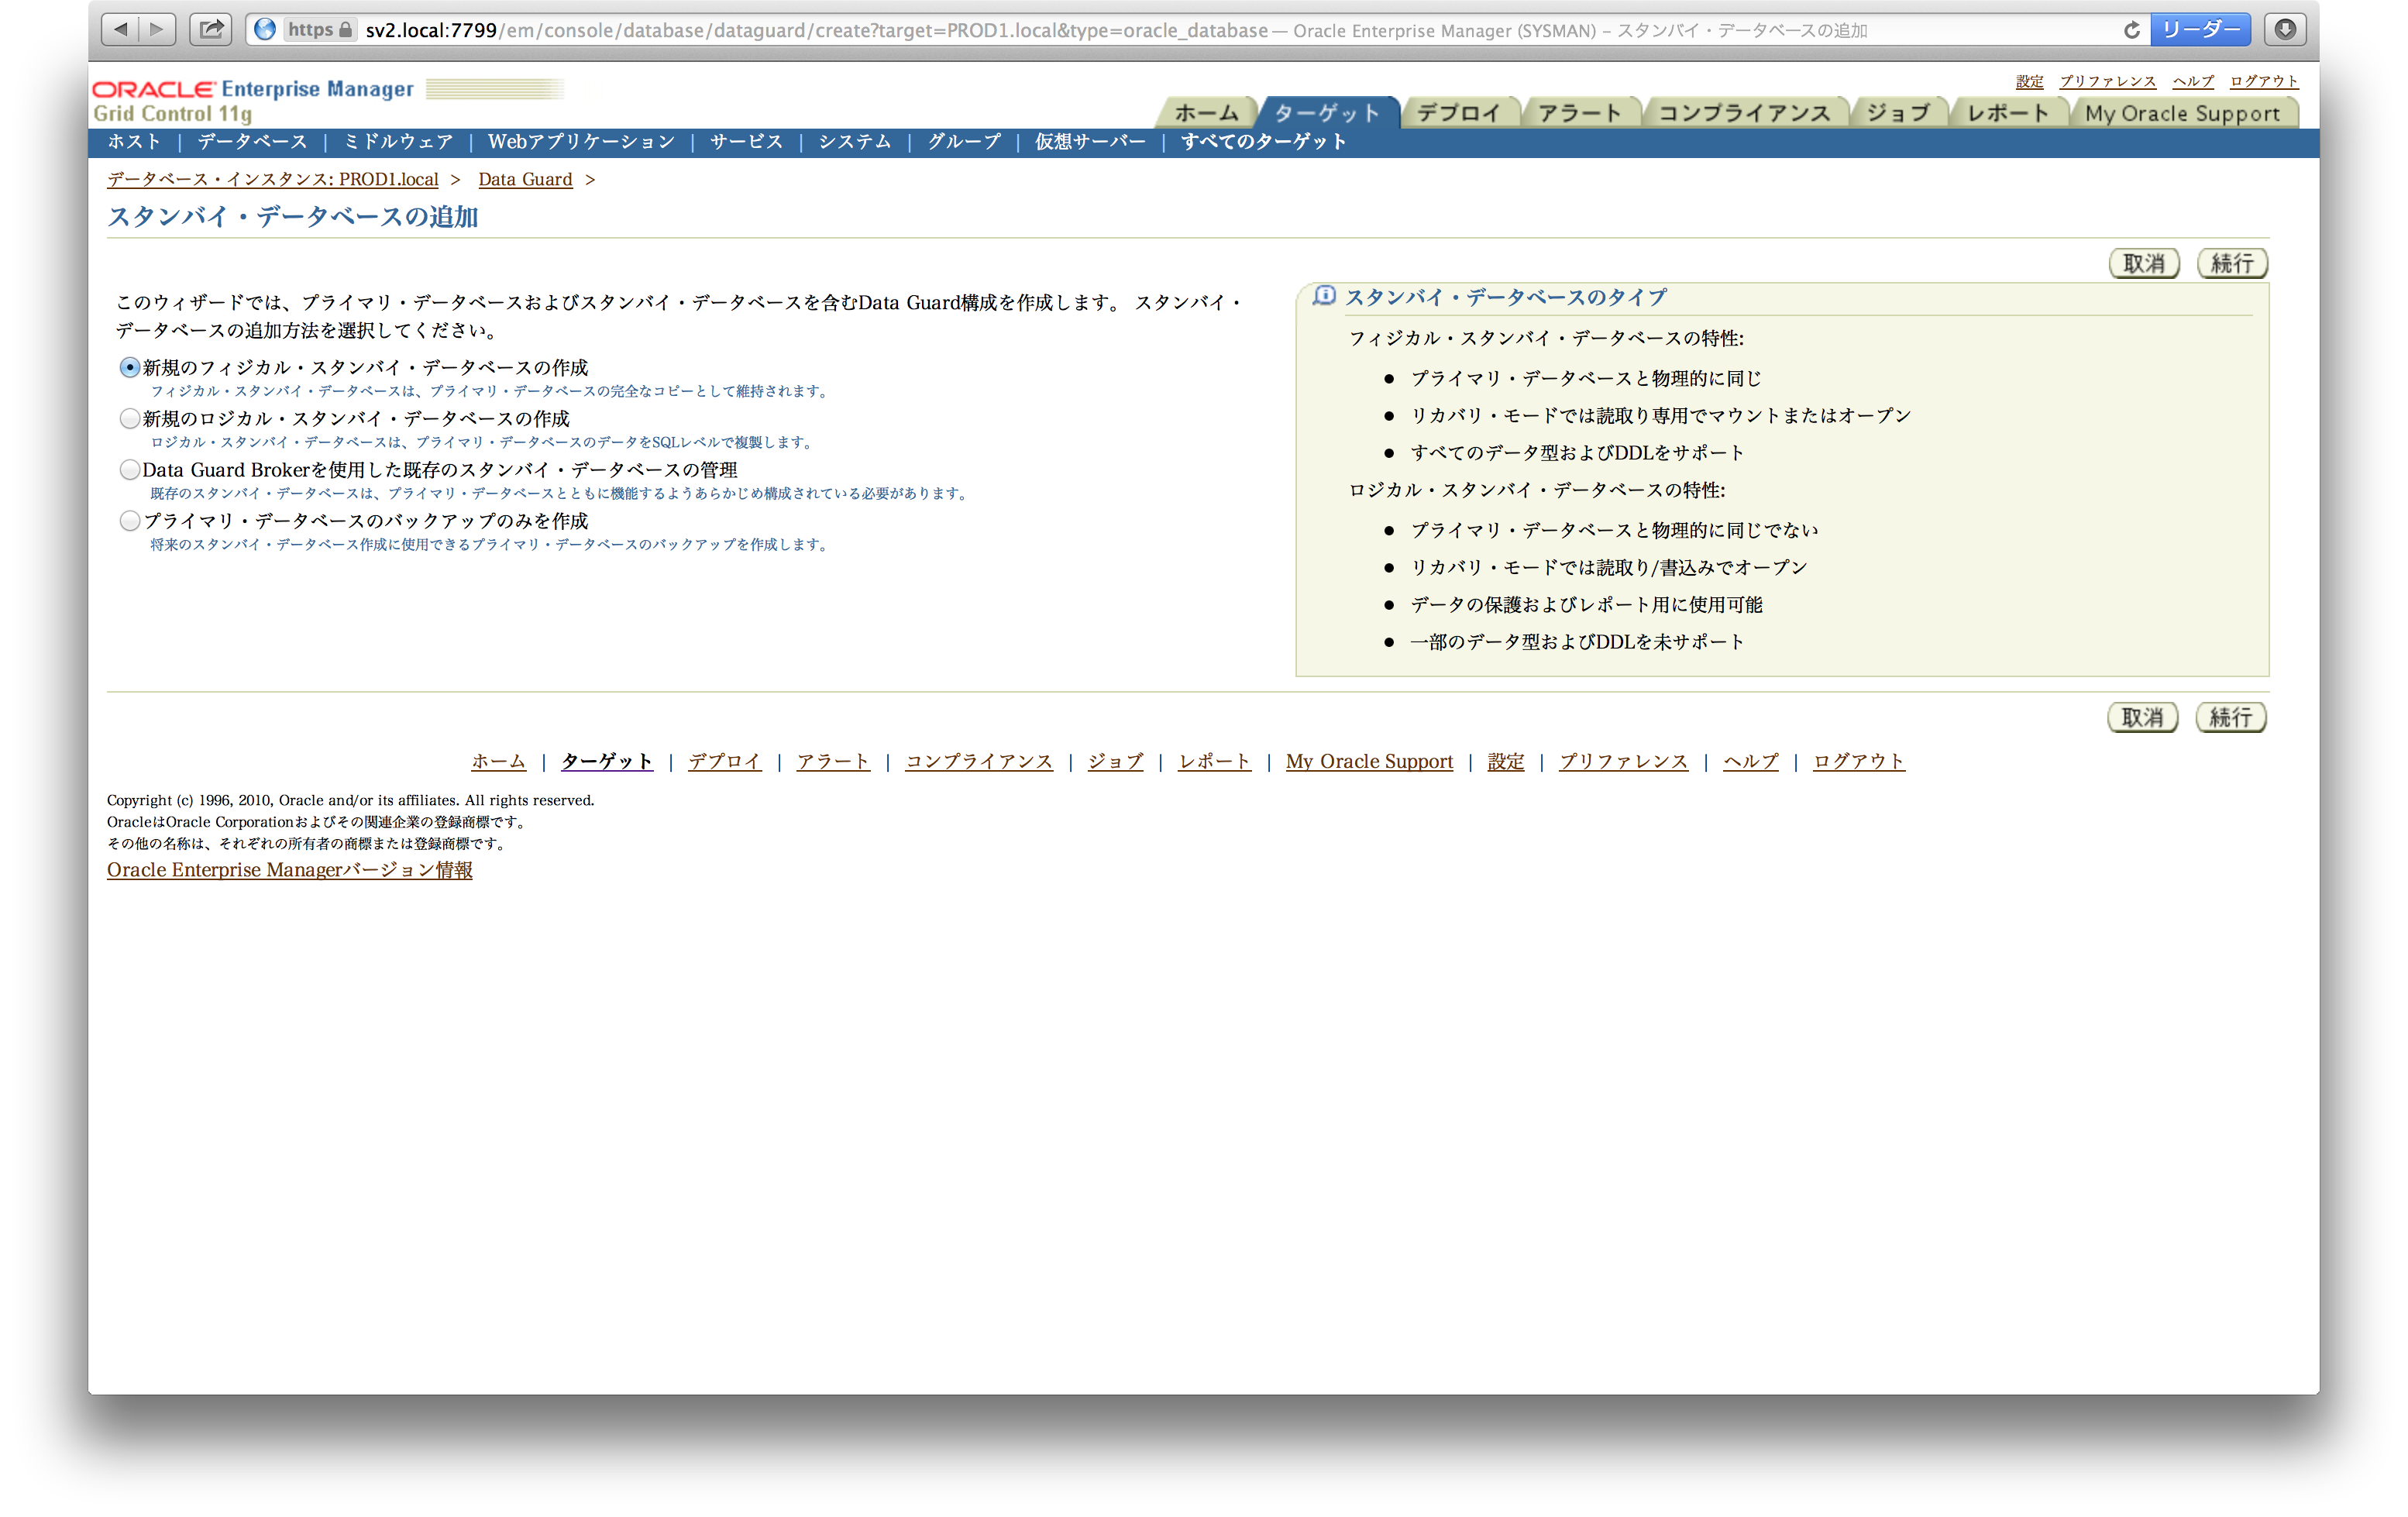 https sv2.local:7799/em/console/database/dataguard/create?target=PROD1.local&type=oracle_database — Oracle Enterprise Manager (SYSMAN) – スタンバイ・データベースの追加 リーダー
設定 プリファレンス ヘルプ ログアウト
ORACLE Enterprise Manager
Grid Control 11g
ホーム ターゲット デプロイ アラート コンプライアンス ジョブ レポート My Oracle Support
ホスト | データベース | ミドルウェア | Webアプリケーション | サービス | システム | グループ | 仮想サーバー | すべてのターゲット
データベース・インスタンス: PROD1.local > Data Guard >
スタンバイ・データベースの追加
取消 続行
このウィザードでは、プライマリ・データベースおよびスタンバイ・データベースを含むData Guard構成を作成します。 スタンバイ・
データベースの追加方法を選択してください。
新規のフィジカル・スタンバイ・データベースの作成
フィジカル・スタンバイ・データベースは、プライマリ・データベースの完全なコピーとして維持されます。
新規のロジカル・スタンバイ・データベースの作成
ロジカル・スタンバイ・データベースは、プライマリ・データベースのデータをSQLレベルで複製します。
Data Guard Brokerを使用した既存のスタンバイ・データベースの管理
既存のスタンバイ・データベースは、プライマリ・データベースとともに機能するようあらかじめ構成されている必要があります。
プライマリ・データベースのバックアップのみを作成
将来のスタンバイ・データベース作成に使用できるプライマリ・データベースのバックアップを作成します。
スタンバイ・データベースのタイプ
フィジカル・スタンバイ・データベースの特性:
● プライマリ・データベースと物理的に同じ
● リカバリ・モードでは読取り専用でマウントまたはオープン
● すべてのデータ型およびDDLをサポート
ロジカル・スタンバイ・データベースの特性:
● プライマリ・データベースと物理的に同じでない
● リカバリ・モードでは読取り/書込みでオープン
● データの保護およびレポート用に使用可能
● 一部のデータ型およびDDLを未サポート
取消 続行
ホーム | ターゲット | デプロイ | アラート | コンプライアンス | ジョブ | レポート | My Oracle Support | 設定 | プリファレンス | ヘルプ | ログアウト
Copyright (c) 1996, 2010, Oracle and/or its affiliates. All rights reserved.
OracleはOracle Corporationおよびその関連企業の登録商標です。
その他の名称は、それぞれの所有者の商標または登録商標です。
Oracle Enterprise Managerバージョン情報